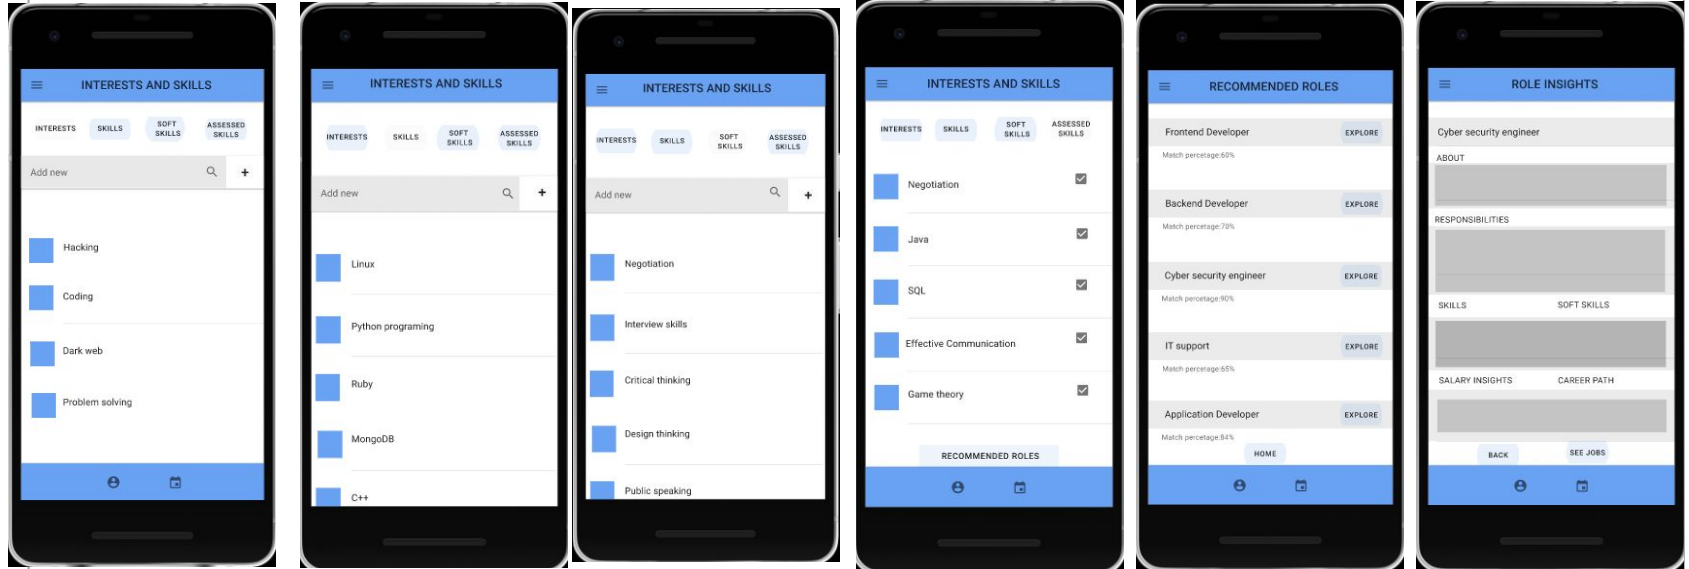 INTERESTS AND SKILLS
INTERESTS
SKILLS
SOFT
SKILLS
ASSESSED
SKILLS
Add new
+
Hacking
Coding
Dark web
Problem solving
INTERESTS AND SKILLS
INTERESTS
SKILLS
SOFT
SKILLS
ASSESSED
SKILLS
Add new
+
Linux
Python programing
Ruby
MongoDB
C++
INTERESTS AND SKILLS
INTERESTS
SKILLS
SOFT
SKILLS
ASSESSED
SKILLS
Add new
+
Negotiation
Interview skills
Critical thinking
Design thinking
Public speaking
INTERESTS AND SKILLS
INTERESTS
SKILLS
SOFT
SKILLS
ASSESSED
SKILLS
Negotiation
Java
SQL
Effective Communication
Game theory
RECOMMENDED ROLES
RECOMMENDED ROLES
Frontend Developer EXPLORE
Match percetage:60%
Backend Developer EXPLORE
Match percetage:70%
Cyber security engineer EXPLORE
Match percetage:90%
IT support EXPLORE
Match percetage:65%
Application Developer EXPLORE
Match percetage:84%
HOME
ROLE INSIGHTS
Cyber security engineer
ABOUT
RESPONSIBILITIES
SKILLS SOFT SKILLS
SALARY INSIGHTS CAREER PATH
BACK SEE JOBS